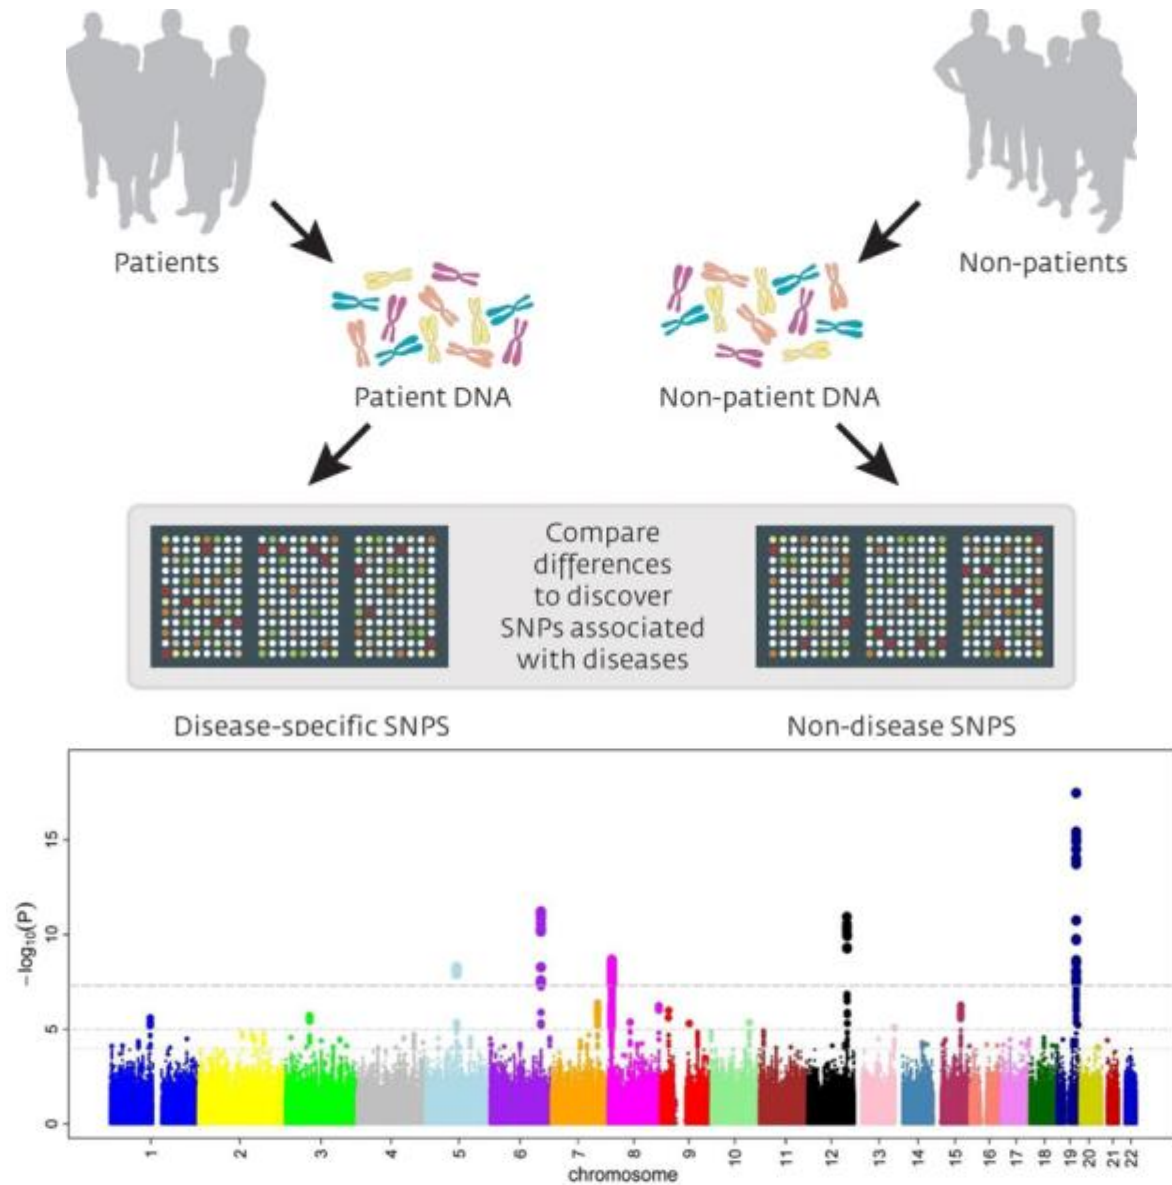 Patients
Non-patients
Patient DNA
Non-patient DNA
Compare
differences
to discover
SNPs associated
with diseases
Disease-specific SNPS
Non-disease SNPS
15
10
5
0
−log10(P)
1 2 3 4 5 6 7 8 9 10 11 12 13 14 15 16 17 18 19 20 21 22
chromosome